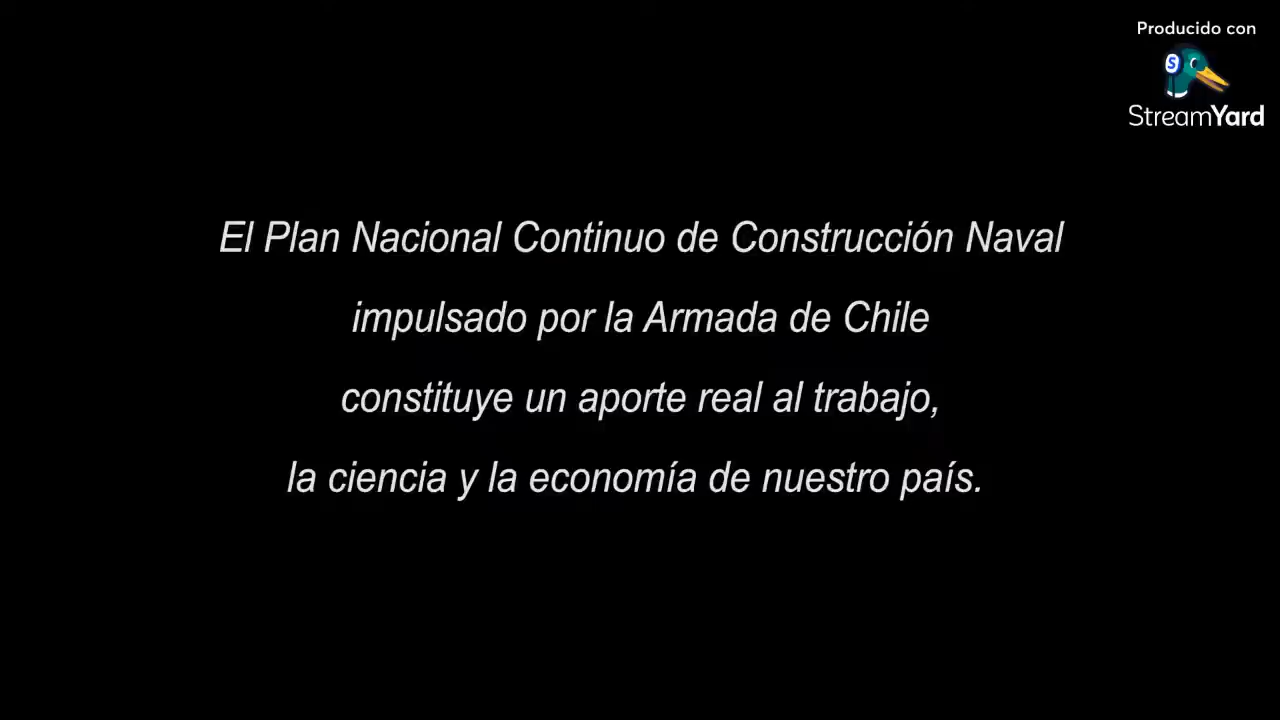 Producido con
S
StreamYard
El Plan Nacional Continuo de Construcción Naval
impulsado por la Armada de Chile
constituye un aporte real al trabajo,
la ciencia y la economía de nuestro país.